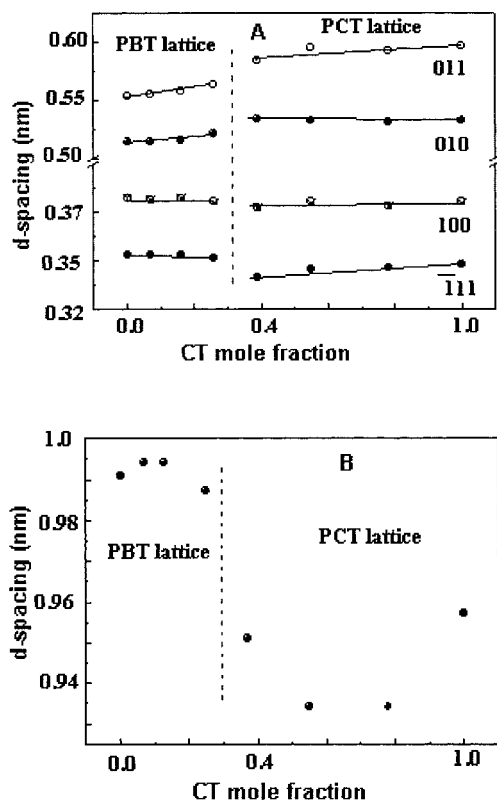 A
PBT lattice
PCT lattice
0.60
0.55
0.50
0.37
0.35
0.32
d-spacing (nm)
011
010
100
1̅11
0.0
0.4
1.0
CT mole fraction
B
1.0
0.98
0.96
0.94
d-spacing (nm)
PBT lattice
PCT lattice
0.0
0.4
1.0
CT mole fraction